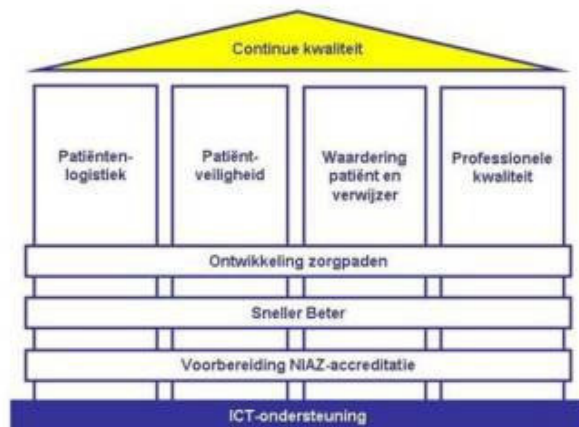 Continue kwaliteit
Patiënten-
logistiek
Patiënt-
veiligheid
Waardering
patiënt en
verwijzer
Professionele
kwaliteit
Ontwikkeling zorgpaden
Sneller Beter
Voorbereiding NIAZ-accreditatie
ICT-ondersteuning